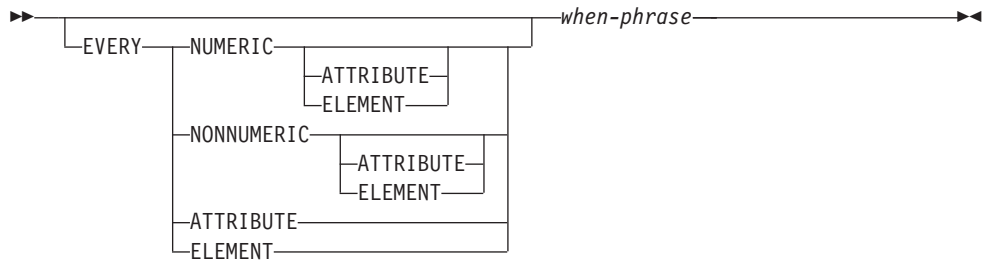 when-phrase
EVERY NUMERIC
ATTRIBUTE
ELEMENT
NONNUMERIC
ATTRIBUTE
ELEMENT
ATTRIBUTE
ELEMENT